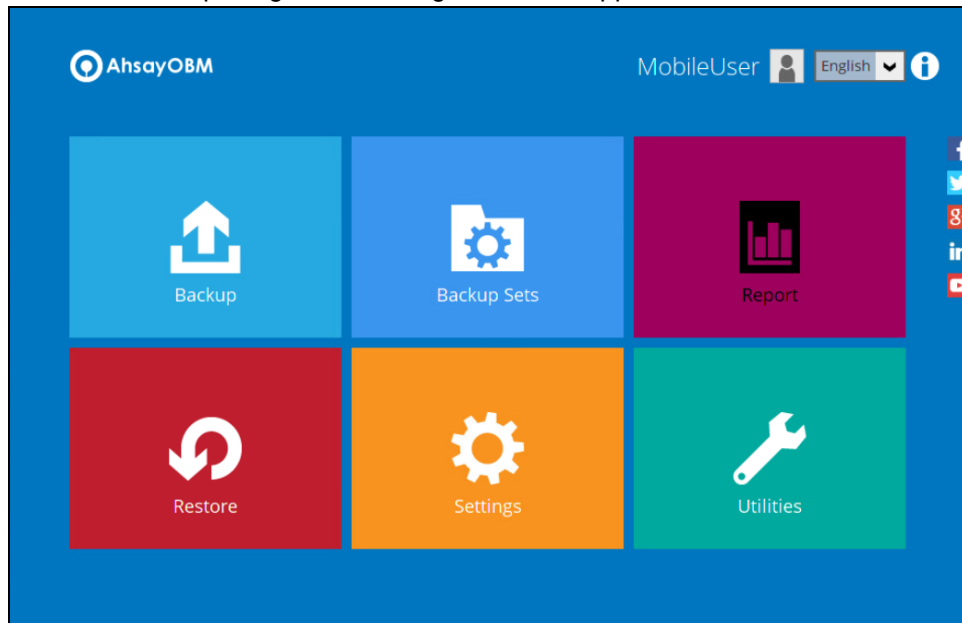 AhsayOBM
MobileUser
English
Backup
Backup Sets
Report
Restore
Settings
Utilities